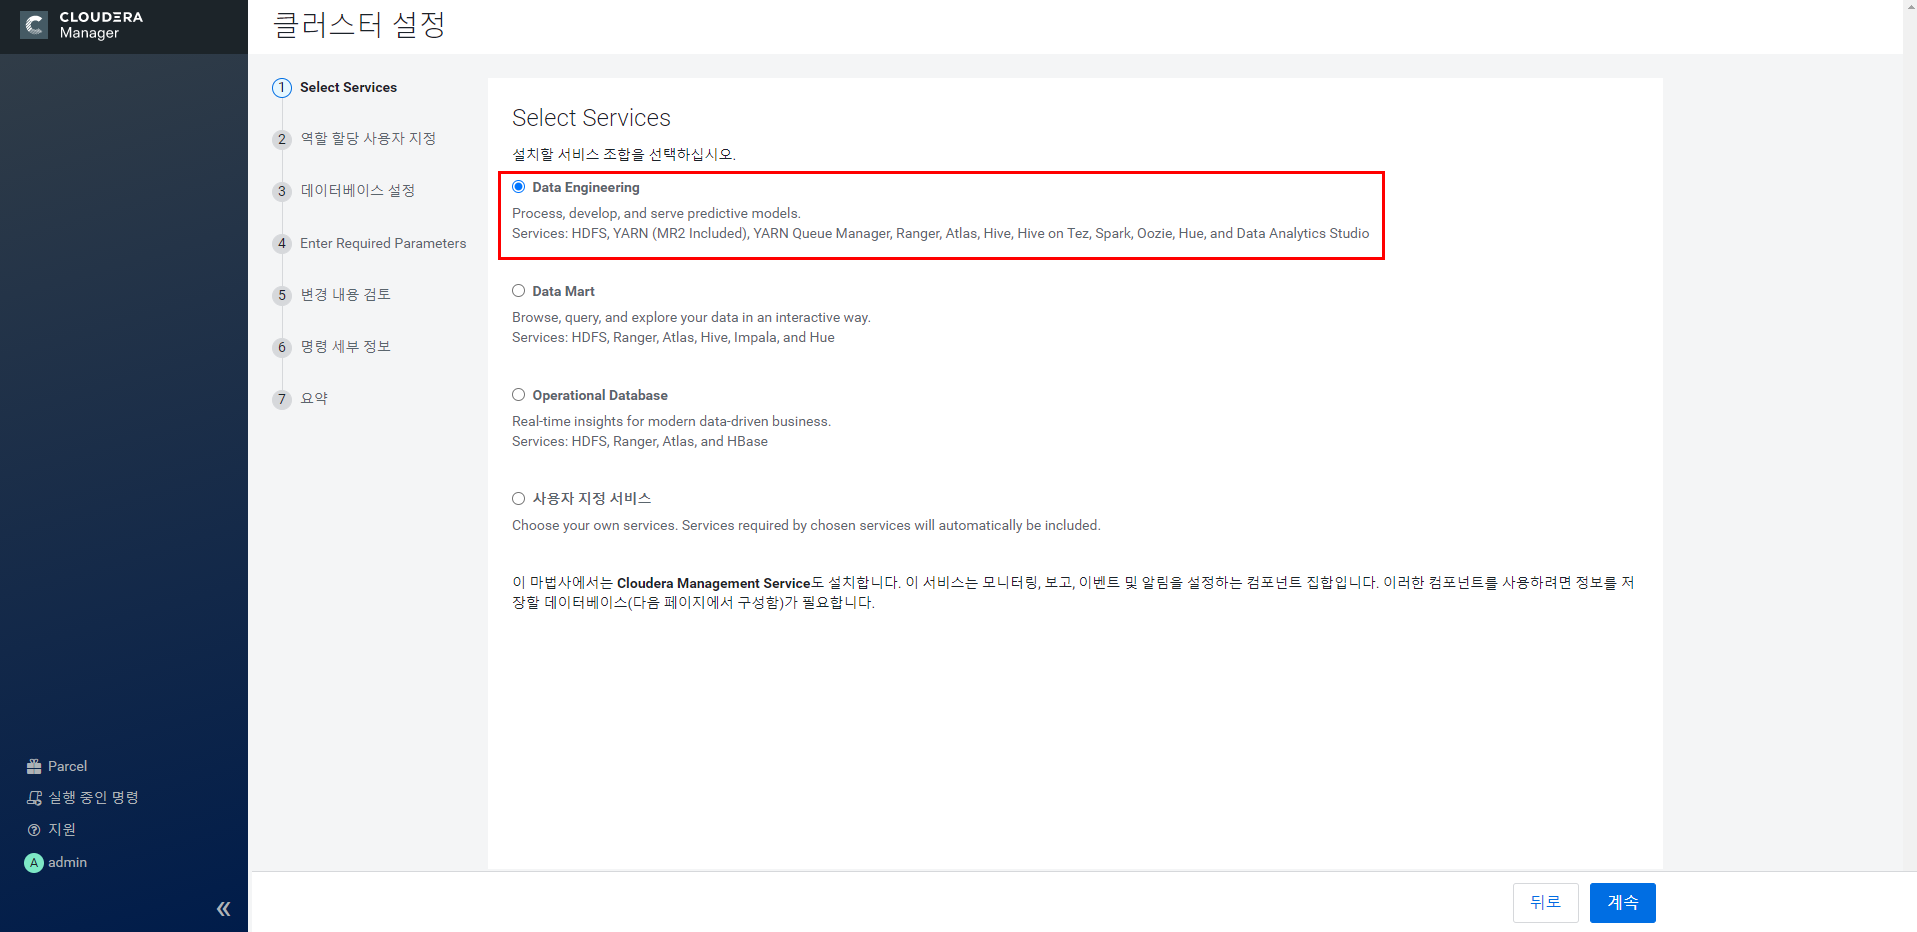 CLOUDERA
Manager
클러스터 설정
1 Select Services
2 역할 할당 사용자 지정
3 데이터베이스 설정
4 Enter Required Parameters
5 변경 내용 검토
6 명령 세부 정보
7 요약
Select Services
설치할 서비스 조합을 선택하십시오.
Data Engineering
Process, develop, and serve predictive models.
Services: HDFS, YARN (MR2 Included), YARN Queue Manager, Ranger, Atlas, Hive, Hive on Tez, Spark, Oozie, Hue, and Data Analytics Studio
Data Mart
Browse, query, and explore your data in an interactive way.
Services: HDFS, Ranger, Atlas, Hive, Impala, and Hue
Operational Database
Real-time insights for modern data-driven business.
Services: HDFS, Ranger, Atlas, and HBase
사용자 지정 서비스
Choose your own services. Services required by chosen services will automatically be included.
이 마법사에서는 Cloudera Management Service도 설치합니다. 이 서비스는 모니터링, 보고, 이벤트 및 알림을 설정하는 컴포넌트 집합입니다. 이러한 컴포넌트를 사용하려면 정보를 저
장할 데이터베이스(다음 페이지에서 구성함)가 필요합니다.
Parcel
실행 중인 명령
지원
A admin
뒤로
계속